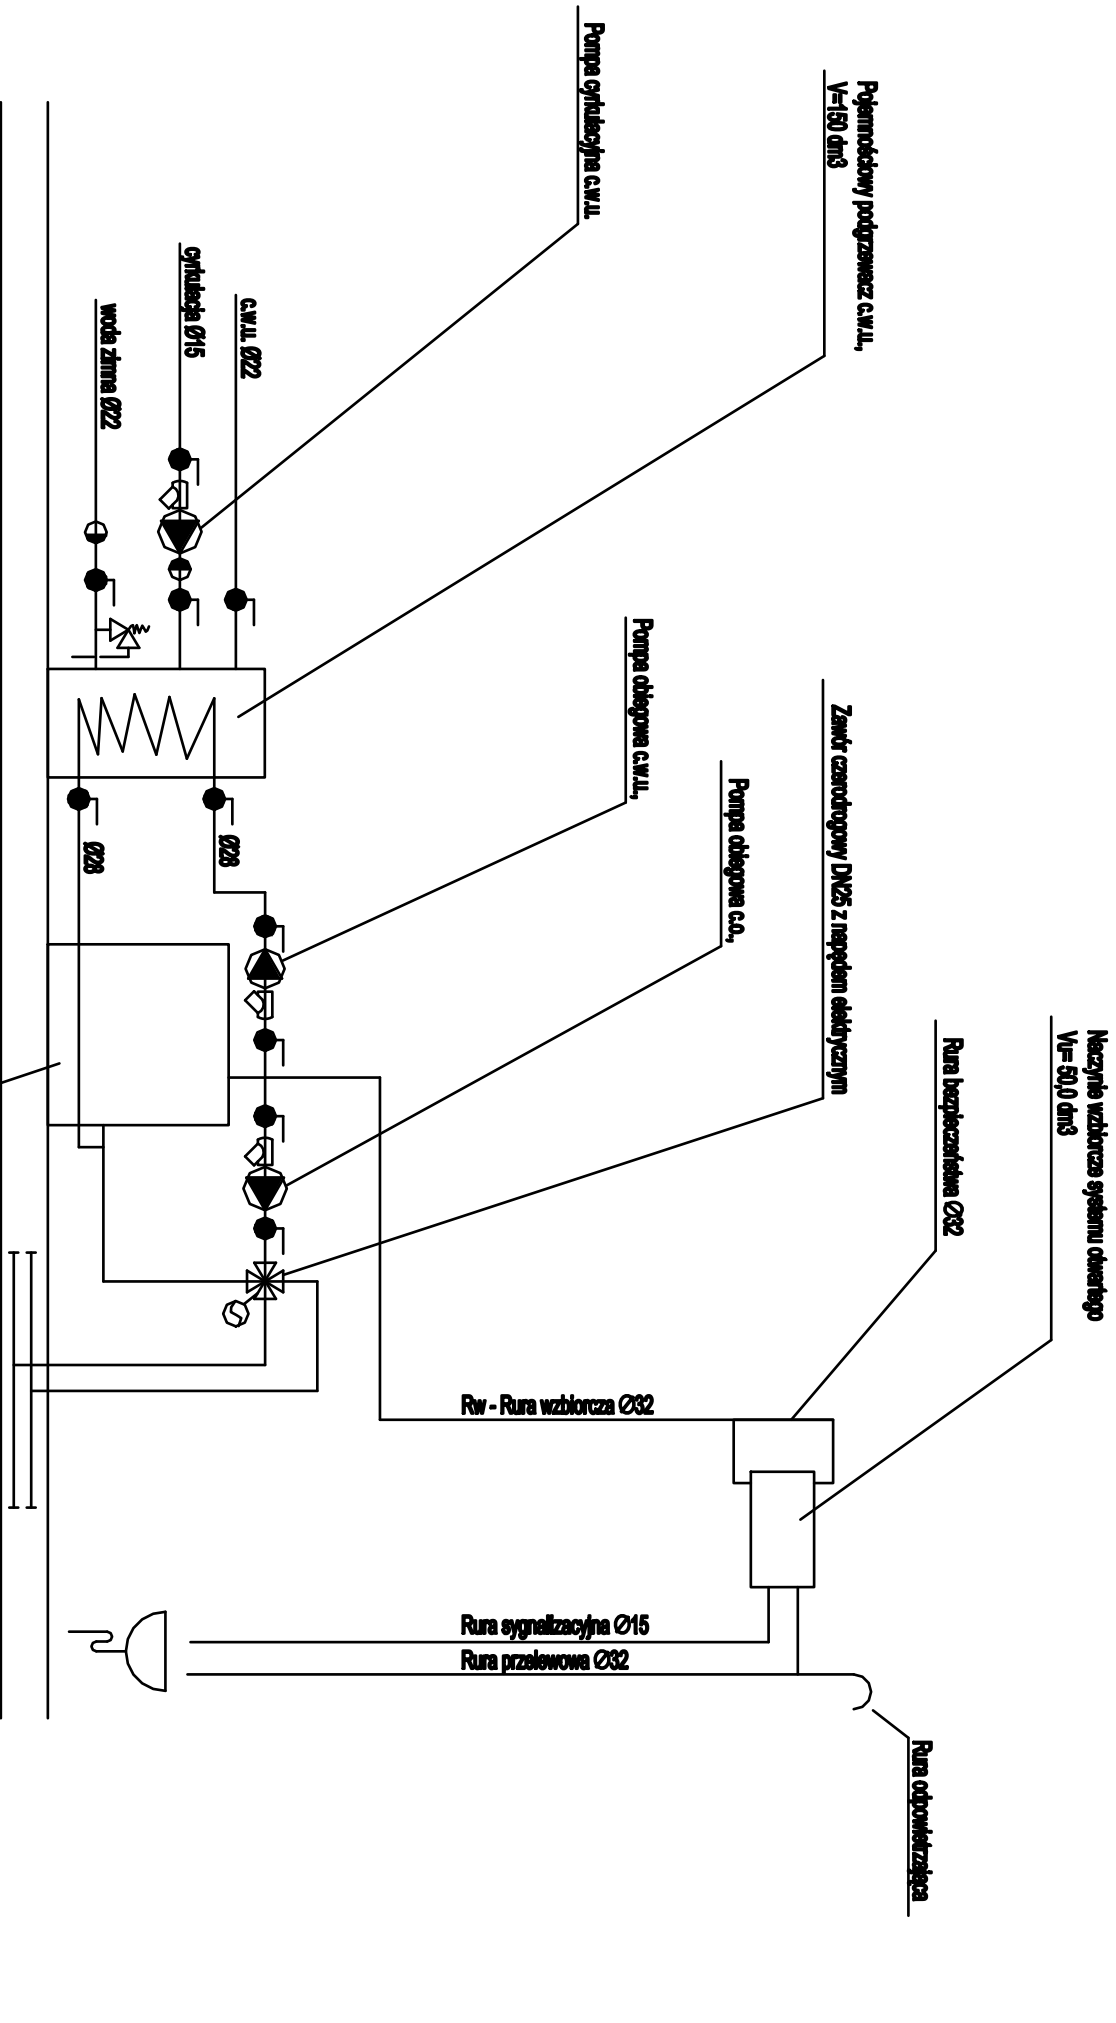 Pompa cyrkulacyjna c.w.u.
Pojemnościowy podgrzewacz c.w.u.,
V=150 dm3
cyrkulacja Ø15
c.w.u. Ø22
woda zimna Ø22
Pompa obiegowa c.w.u.,
Pompa obiegowa c.o.,
Zawór czerodrogowy DN25 z napędem elektrycznym
Ø28
Ø28
Naczynie wzbiorcze systemu otwartego
Vu= 50,0 dm3
Rura bezpieczeństwa Ø32
Rw - Rura wzbiorcza Ø32
Rura sygnalizacyjna Ø15
Rura przelewowa Ø32
Rura odpowietrzająca